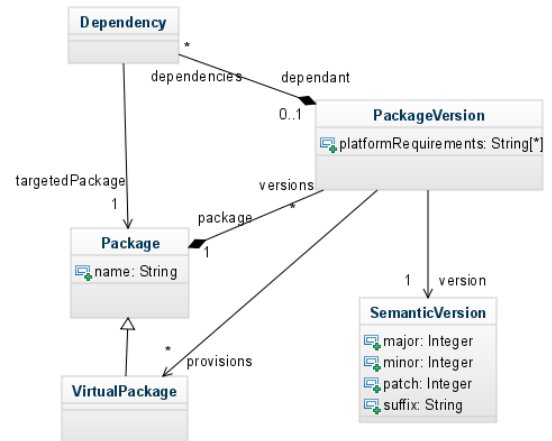 Dependency
*
dependencies
dependant
0..1
PackageVersion
platformRequirements: String[*]
targetedPackage
1
versions
*
package
1
Package
name: String
1
version
SemanticVersion
major: Integer
minor: Integer
patch: Integer
suffix: String
*
provisions
VirtualPackage